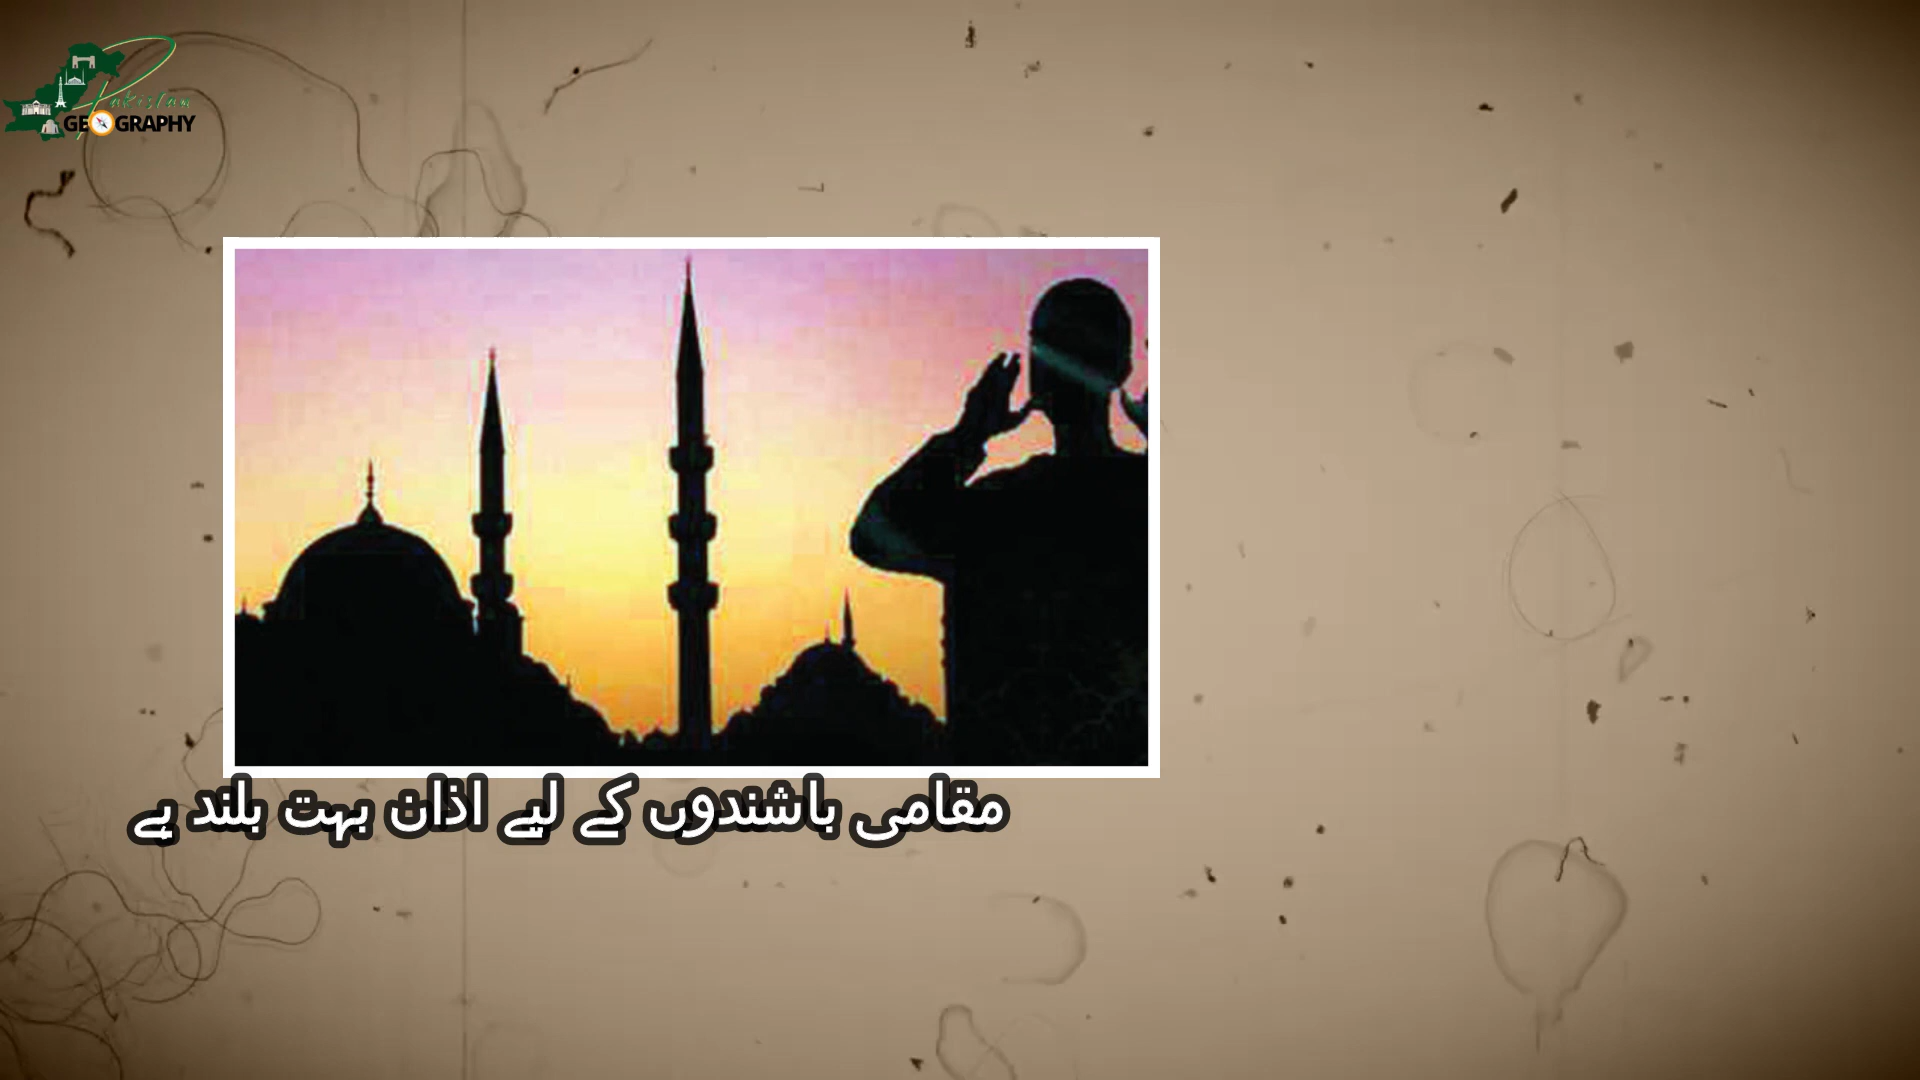 Pakistan
GEOGRAPHY
مقامی باشندوں کے لیے اذان بہت بلند ہے